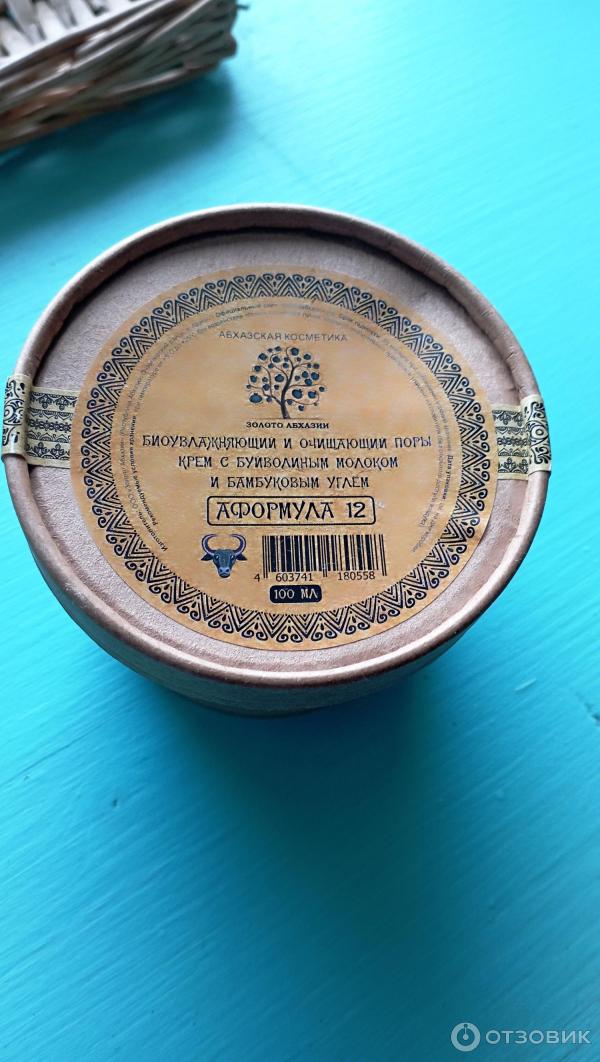 АБХАЗСКАЯ КОСМЕТИКА
ЗОЛОТО АБХАЗИИ
БИОУВЛАЖНЯЮЩИЙ И ОЧИЩАЮЩИЙ ПОРЫ
КРЕМ С БУЙВОЛИНЫМ МОЛОКОМ
И БАМБУКОВЫМ УГЛЕМ
АФОРМУЛА 12
4 603741 180558
100 МЛ
ОТЗОВИК